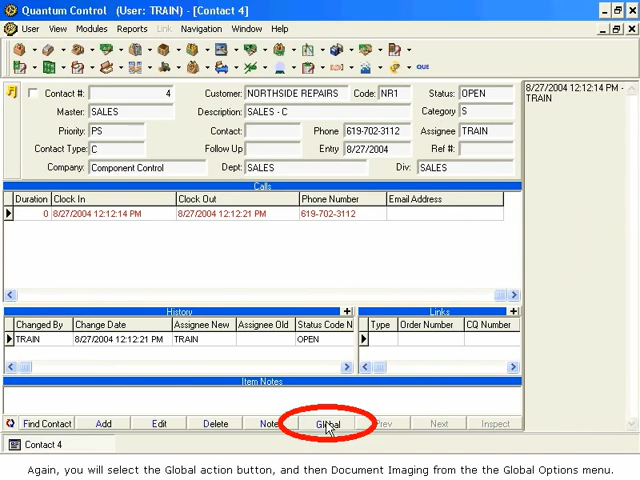 Quantum Control (User: TRAIN) - [Contact 4]
User View Modules Reports Link Navigation Window Help
QUE
Contact #: 4 Customer: NORTHSIDE REPAIRS Code: NR1 Status: OPEN
Master: SALES Description: SALES - C Category S
Priority: PS Contact: Phone 619-702-3112 Assignee TRAIN
Contact Type: C Follow Up Entry 8/27/2004 Ref #:
Company: Component Control Dept: SALES Div: SALES
8/27/2004 12:12:14 PM -
TRAIN
Calls
Duration Clock In Clock Out Phone Number Email Address
0 8/27/2004 12:12:14 PM 8/27/2004 12:12:21 PM 619-702-3112
History + Links +
Changed By Change Date Assignee New Assignee Old Status Code N Type Order Number CQ Number
TRAIN 8/27/2004 12:12:21 PM TRAIN OPEN
Item Notes
Find Contact Add Edit Delete Note Global Prev Next Inspect
Contact 4
Again, you will select the Global action button, and then Document Imaging from the the Global Options menu.